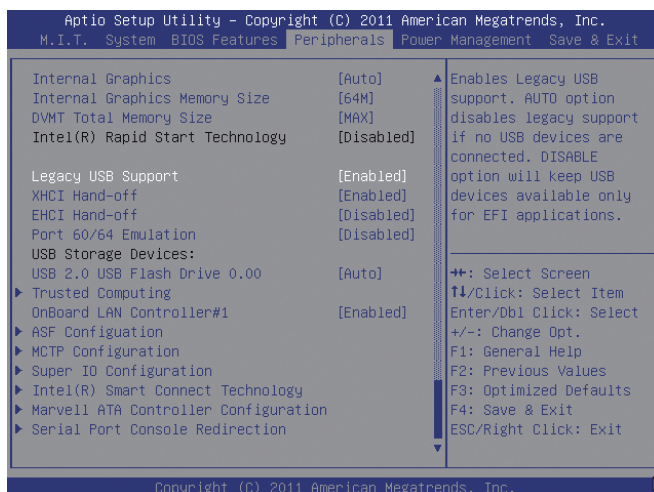 Aptio Setup Utility – Copyright (C) 2011 American Megatrends, Inc.
M.I.T. System BIOS Features Peripherals Power Management Save & Exit
Internal Graphics [Auto]
Internal Graphics Memory Size [64M]
DVMT Total Memory Size [MAX]
Intel(R) Rapid Start Technology [Disabled]
Legacy USB Support [Enabled]
XHCI Hand-off [Enabled]
EHCI Hand-off [Disabled]
Port 60/64 Emulation [Disabled]
USB Storage Devices:
USB 2.0 USB Flash Drive 0.00 [Auto]
Trusted Computing
OnBoard LAN Controller#1 [Enabled]
ASF Configuation
MCTP Configuration
Super IO Configuration
Intel(R) Smart Connect Technology
Marvell ATA Controller Configuration
Serial Port Console Redirection
Enables Legacy USB
support. AUTO option
disables legacy support
if no USB devices are
connected. DISABLE
option will keep USB
devices available only
for EFI applications.
→←: Select Screen
↑↓/Click: Select Item
Enter/Dbl Click: Select
+/-: Change Opt.
F1: General Help
F2: Previous Values
F3: Optimized Defaults
F4: Save & Exit
ESC/Right Click: Exit
Copyright (C) 2011 American Megatrends, Inc.